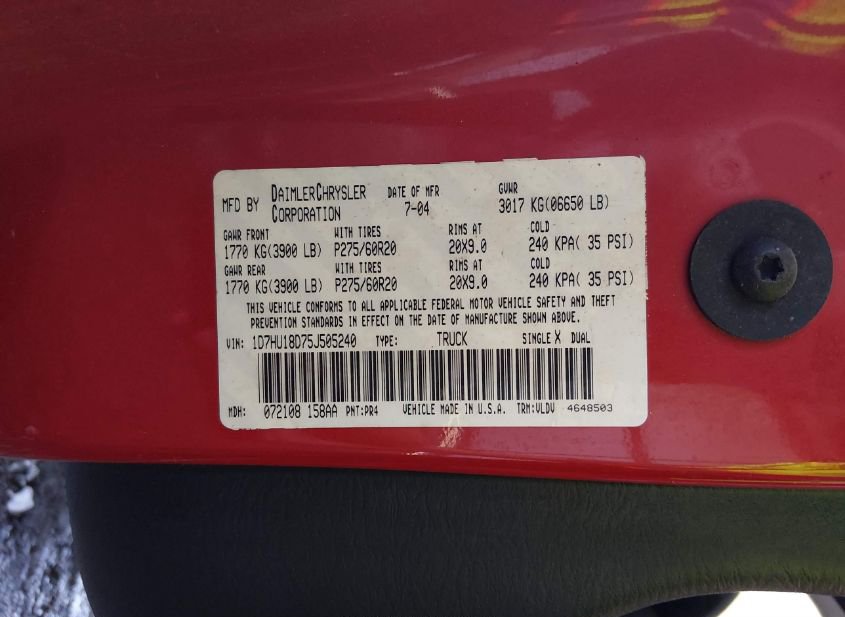 MFD BY DAIMLERCHRYSLER CORPORATION DATE OF MFR 7-04 GVWR 3017 KG(06650 LB)
GAWR FRONT WITH TIRES RIMS AT COLD
1770 KG(3900 LB) P275/60R20 20X9.0 240 KPA( 35 PSI)
GAWR REAR WITH TIRES RIMS AT COLD
1770 KG(3900 LB) P275/60R20 20X9.0 240 KPA( 35 PSI)
THIS VEHICLE CONFORMS TO ALL APPLICABLE FEDERAL MOTOR VEHICLE SAFETY AND THEFT
PREVENTION STANDARDS IN EFFECT ON THE DATE OF MANUFACTURE SHOWN ABOVE.
VIN: 1D7HU18D75J505240 TYPE: TRUCK SINGLE X DUAL
MDH: 072108 158AA PNT:PR4 VEHICLE MADE IN U.S.A. TRM:VLDV 4648503